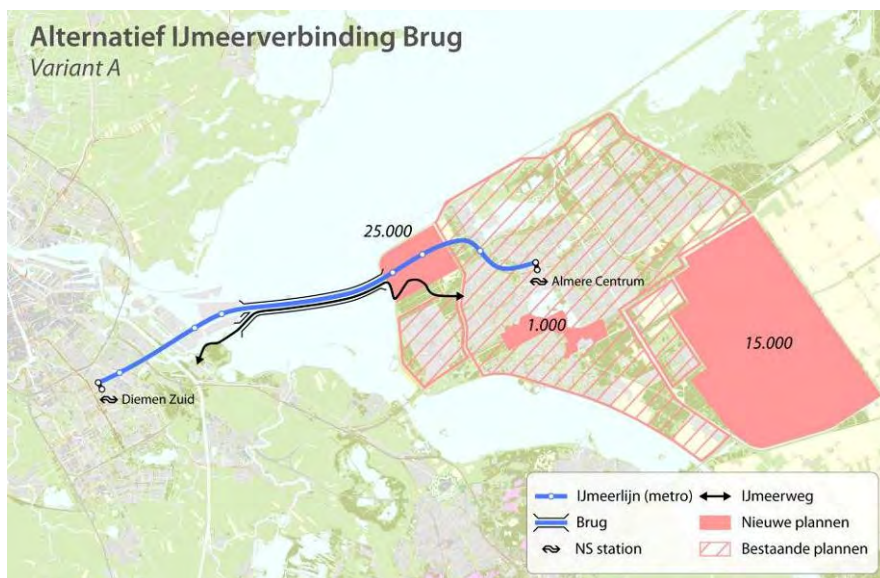 Alternatief IJmeerverbinding Brug
Variant A
25.000
Almere Centrum
1.000
15.000
Diemen Zuid
IJmeerlijn (metro)
IJmeerweg
Brug
Nieuwe plannen
NS station
Bestaande plannen